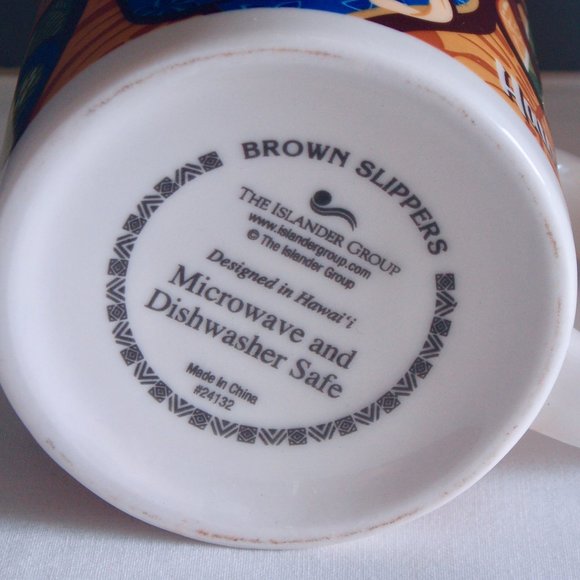 BROWN SLIPPERS
THE ISLANDER GROUP
www.islandergroup.com
© The Islander Group
Designed in Hawai‘i
Microwave and
Dishwasher Safe
Made in China
#24132